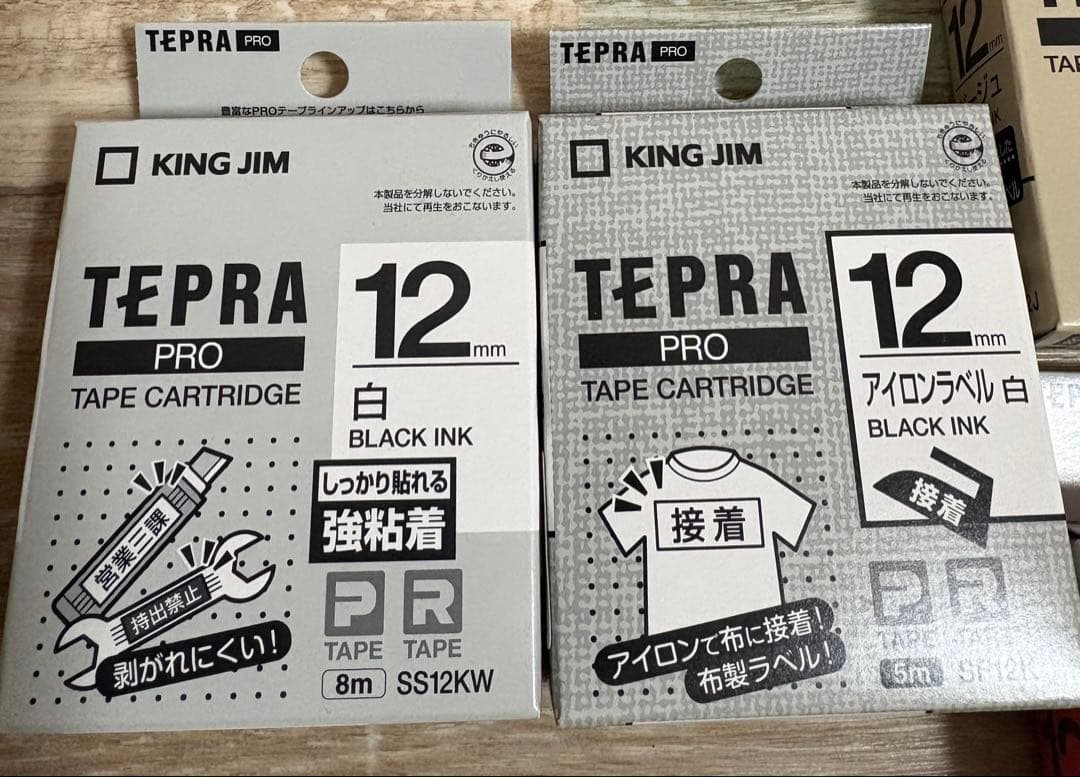 TEPRA PRO
豊富なPROテープラインアップはこちらから
KING JIM
本製品を分解しないでください。
当社にて再生をおこないます。
TEPRA
PRO
TAPE CARTRIDGE
12mm
白
BLACK INK
しっかり貼れる
強粘着
営業三課
持出禁止
剥がれにくい!
TAPE TAPE
8m SS12KW
TEPRA PRO
KING JIM
本製品を分解しないでください。
当社にて再生をおこないます。
TEPRA
PRO
TAPE CARTRIDGE
12mm
アイロンラベル 白
BLACK INK
接着
接着
アイロンで布に接着!
布製ラベル!
TAPE
5m SF12K
12mm